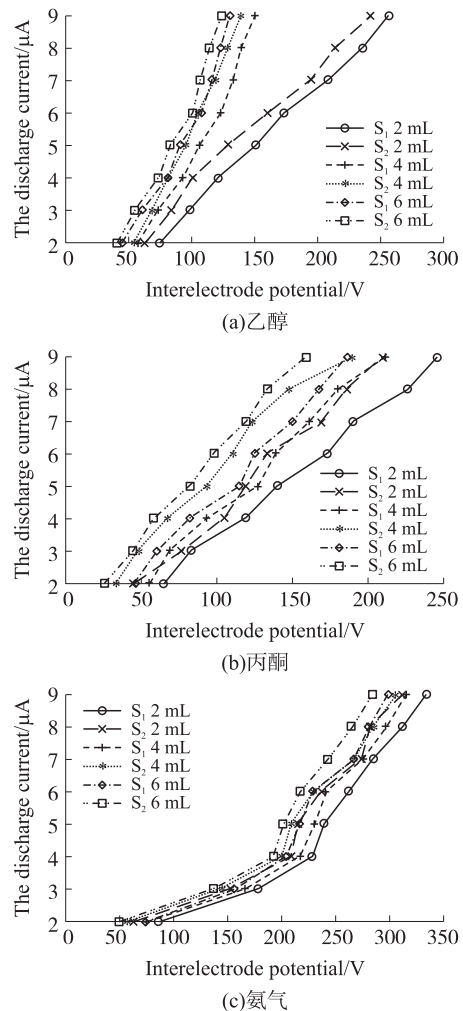 9
8
7
6
5
4
3
2
The discharge current/μA
S₁ 2 mL
S₂ 2 mL
S₁ 4 mL
S₂ 4 mL
S₁ 6 mL
S₂ 6 mL
0 50 100 150 200 250 300
Interelectrode potential/V
(a)乙醇
9
8
7
6
5
4
3
2
The discharge current/μA
S₁ 2 mL
S₂ 2 mL
S₁ 4 mL
S₂ 4 mL
S₁ 6 mL
S₂ 6 mL
0 50 100 150 200 250
Interelectrode potential/V
(b)丙酮
9
8
7
6
5
4
3
2
The discharge current/μA
S₁ 2 mL
S₂ 2 mL
S₁ 4 mL
S₂ 4 mL
S₁ 6 mL
S₂ 6 mL
0 50 100 150 200 250 300 350
Interelectrode potential/V
(c)氨气